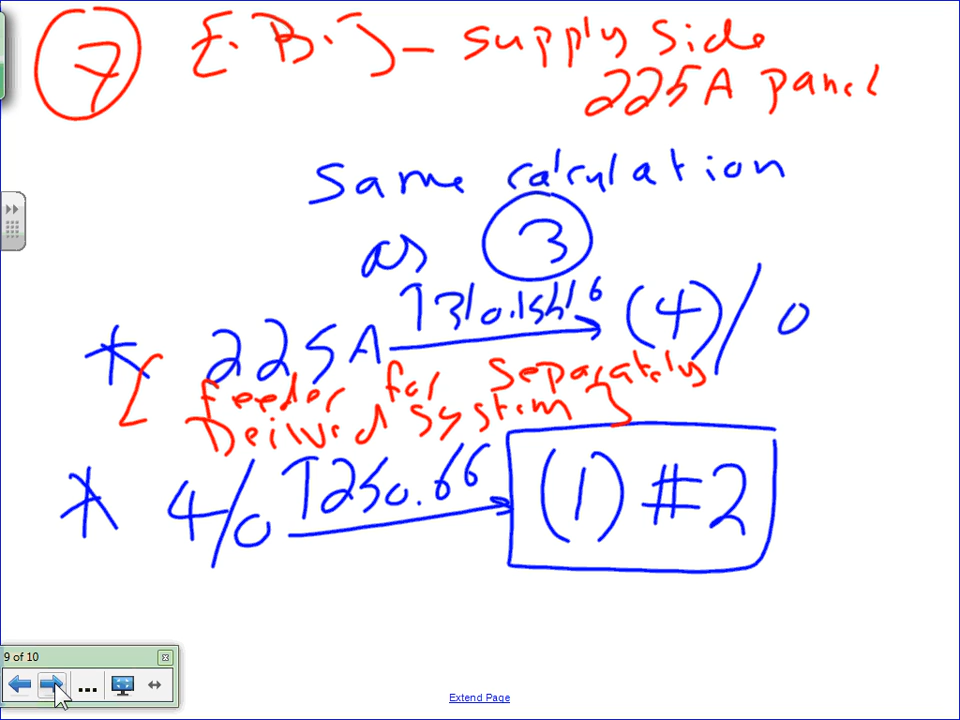 7 E.B.J - supply side
225A panel
same calculation
as 3
* 225A T310.15b16 (4)/0
[ feeder for separately
Derived system ]
* 4/0 T250.66 (1) #2
9 of 10
...
Extend Page